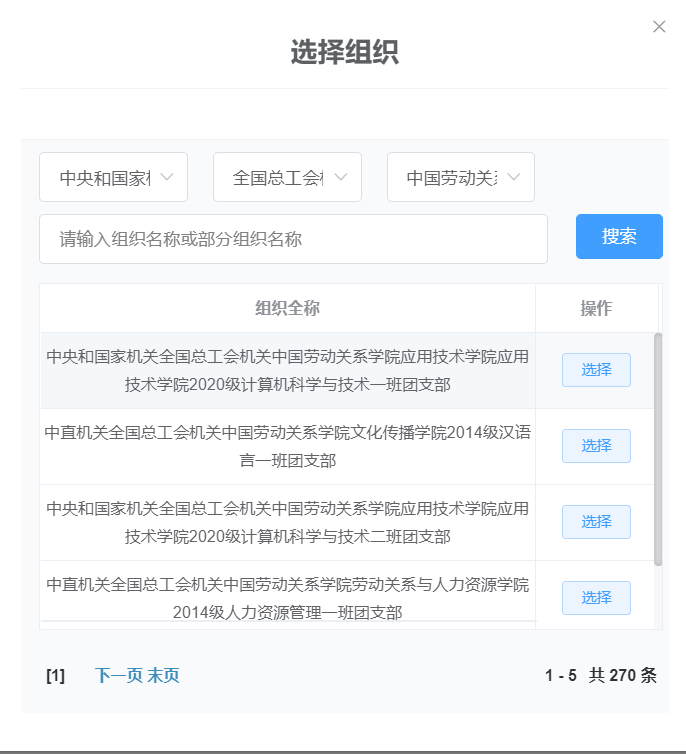 选择组织
中央和国家机
全国总工会机
中国劳动关系
请输入组织名称或部分组织名称
搜索
组织全称
操作
中央和国家机关全国总工会机关中国劳动关系学院应用技术学院应用
技术学院2020级计算机科学与技术一班团支部
选择
中直机关全国总工会机关中国劳动关系学院文化传播学院2014级汉语
言一班团支部
选择
中央和国家机关全国总工会机关中国劳动关系学院应用技术学院应用
技术学院2020级计算机科学与技术二班团支部
选择
中直机关全国总工会机关中国劳动关系学院劳动关系与人力资源学院
2014级人力资源管理一班团支部
选择
[1] 下一页 末页 1 - 5 共 270 条